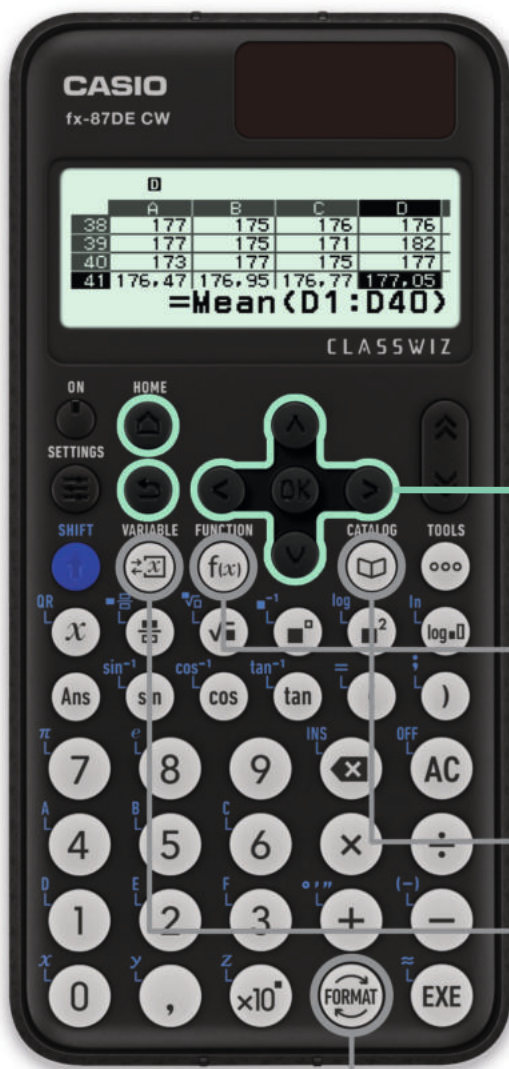 CASIO
fx-87DE CW
D
A B C D
38 177 175 176 176
39 177 175 171 182
40 173 177 175 177
41 176,47 176,95 176,77 177,05
=Mean(D1:D40)
CLASSWIZ
ON HOME
SETTINGS
OK
SHIFT VARIABLE FUNCTION CATALOG TOOLS
x f(x)
QR log ln
x √■ ■² log■
sin⁻¹ cos⁻¹ tan⁻¹ = ;
Ans sin cos tan ( )
π e INS OFF
7 8 9 AC
A B C
4 5 6 × ÷
D E F ° ′ ″ (−)
1 2 3 + −
x y z ≈
0 , ×10 FORMAT EXE